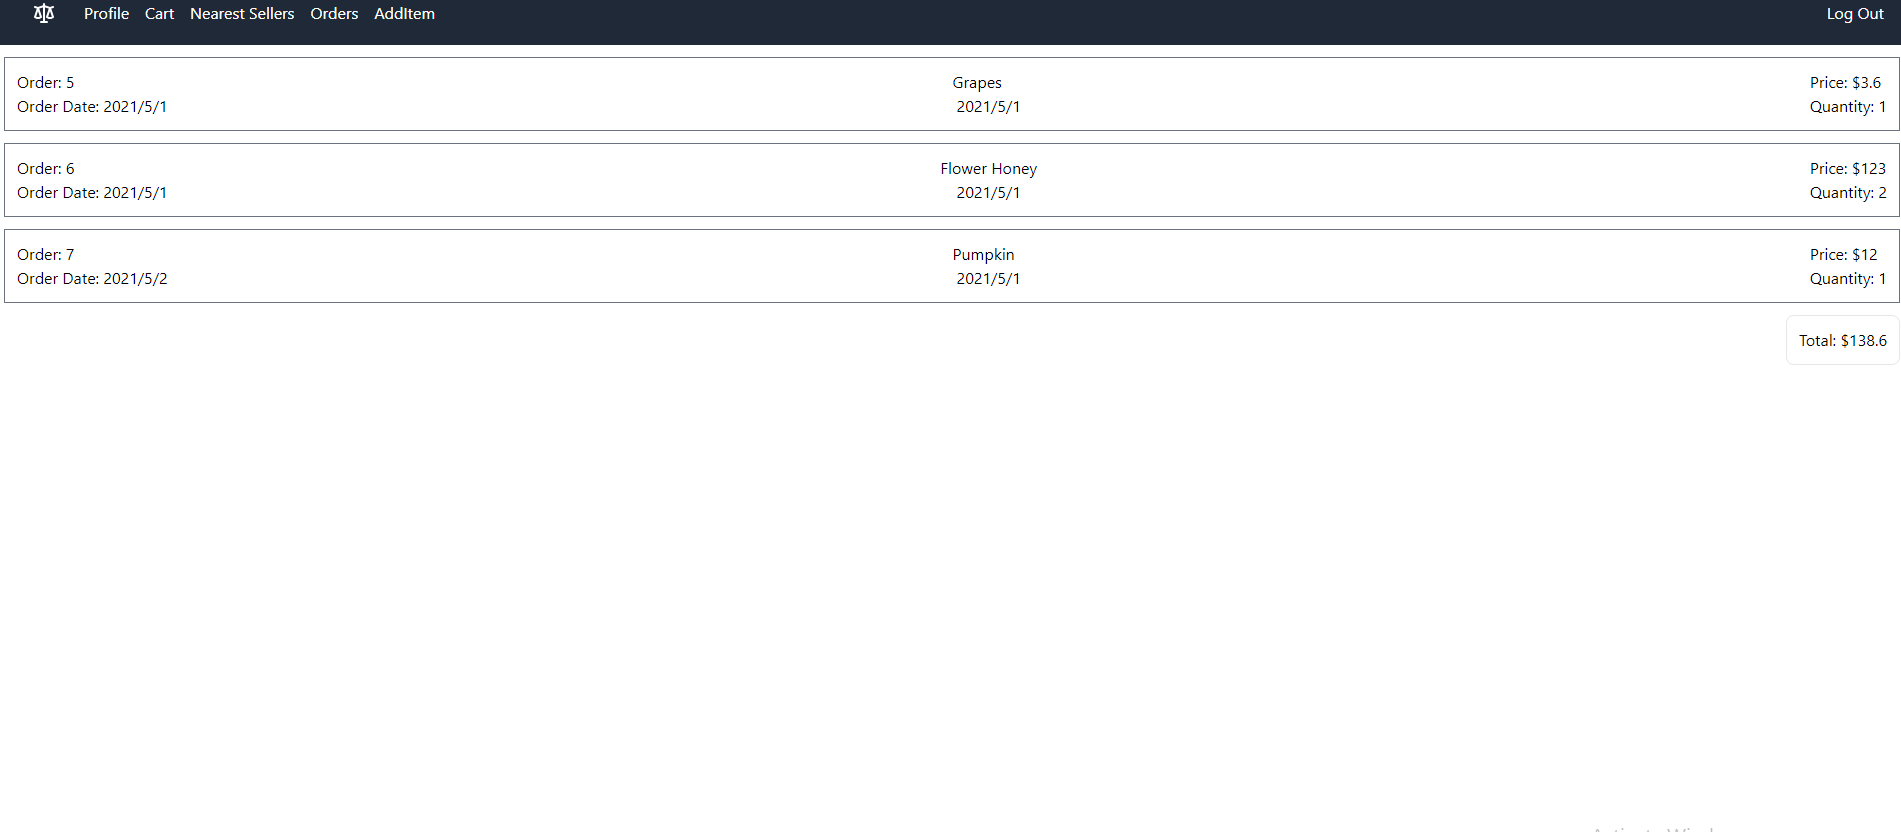 Profile Cart Nearest Sellers Orders AddItem Log Out
Order: 5 Grapes Price: $3.6
Order Date: 2021/5/1 2021/5/1 Quantity: 1
Order: 6 Flower Honey Price: $123
Order Date: 2021/5/1 2021/5/1 Quantity: 2
Order: 7 Pumpkin Price: $12
Order Date: 2021/5/2 2021/5/1 Quantity: 1
Total: $138.6